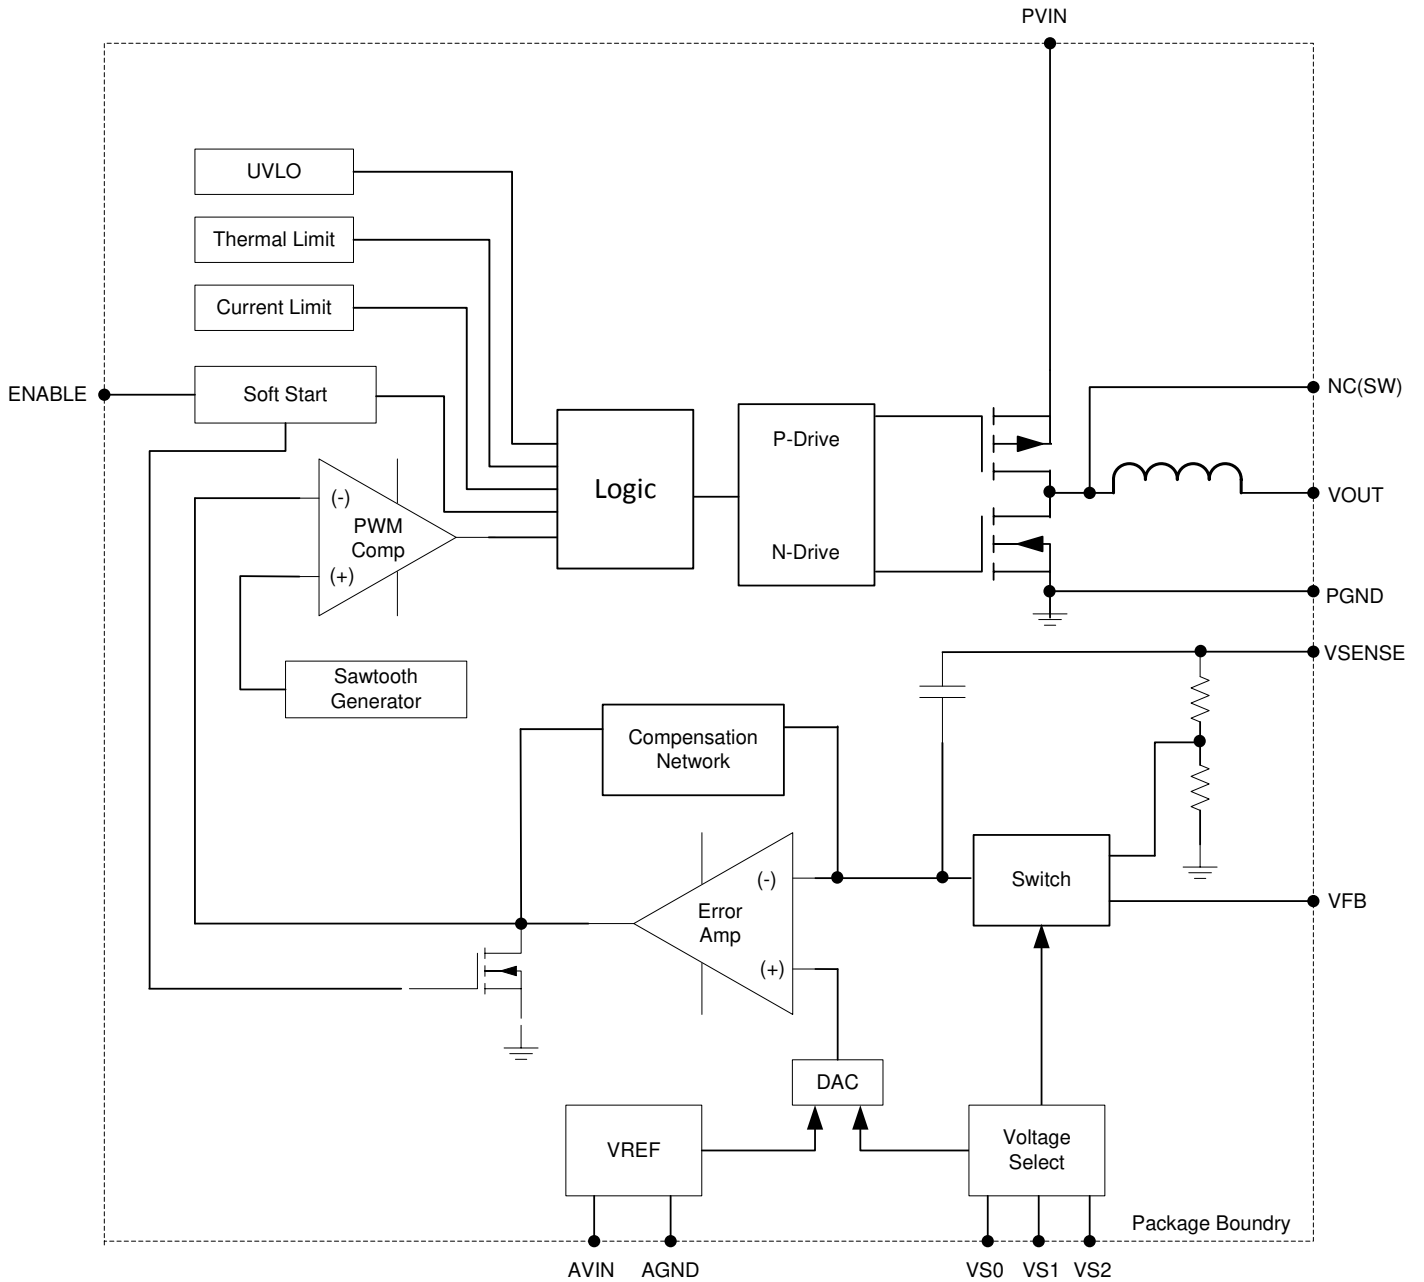 PVIN
UVLO
Thermal Limit
Current Limit
ENABLE
Soft Start
NC(SW)
P-Drive
Logic
(-)
PWM
Comp
(+)
VOUT
N-Drive
PGND
VSENSE
Sawtooth
Generator
Compensation
Network
(-)
Error
Amp
(+)
Switch
VFB
DAC
VREF
Voltage
Select
Package Boundry
AVIN
AGND
VS0
VS1
VS2